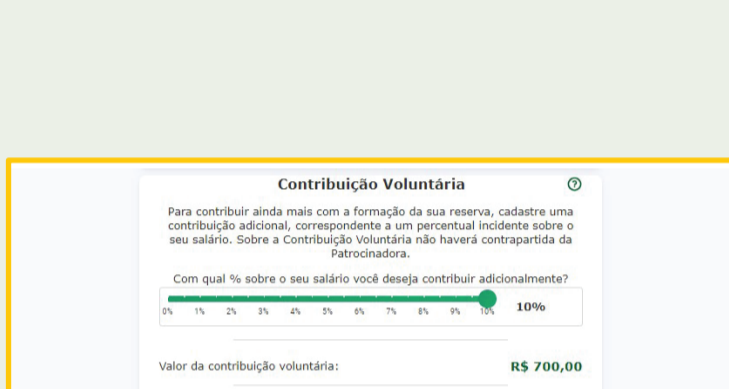 Contribuição Voluntária
Para contribuir ainda mais com a formação da sua reserva, cadastre uma
contribuição adicional, correspondente a um percentual incidente sobre o
seu salário. Sobre a Contribuição Voluntária não haverá contrapartida da
Patrocinadora.
Com qual % sobre o seu salário você deseja contribuir adicionalmente?
0% 1% 2% 3% 4% 5% 6% 7% 8% 9% 10%
10%
Valor da contribuição voluntária: R$ 700,00